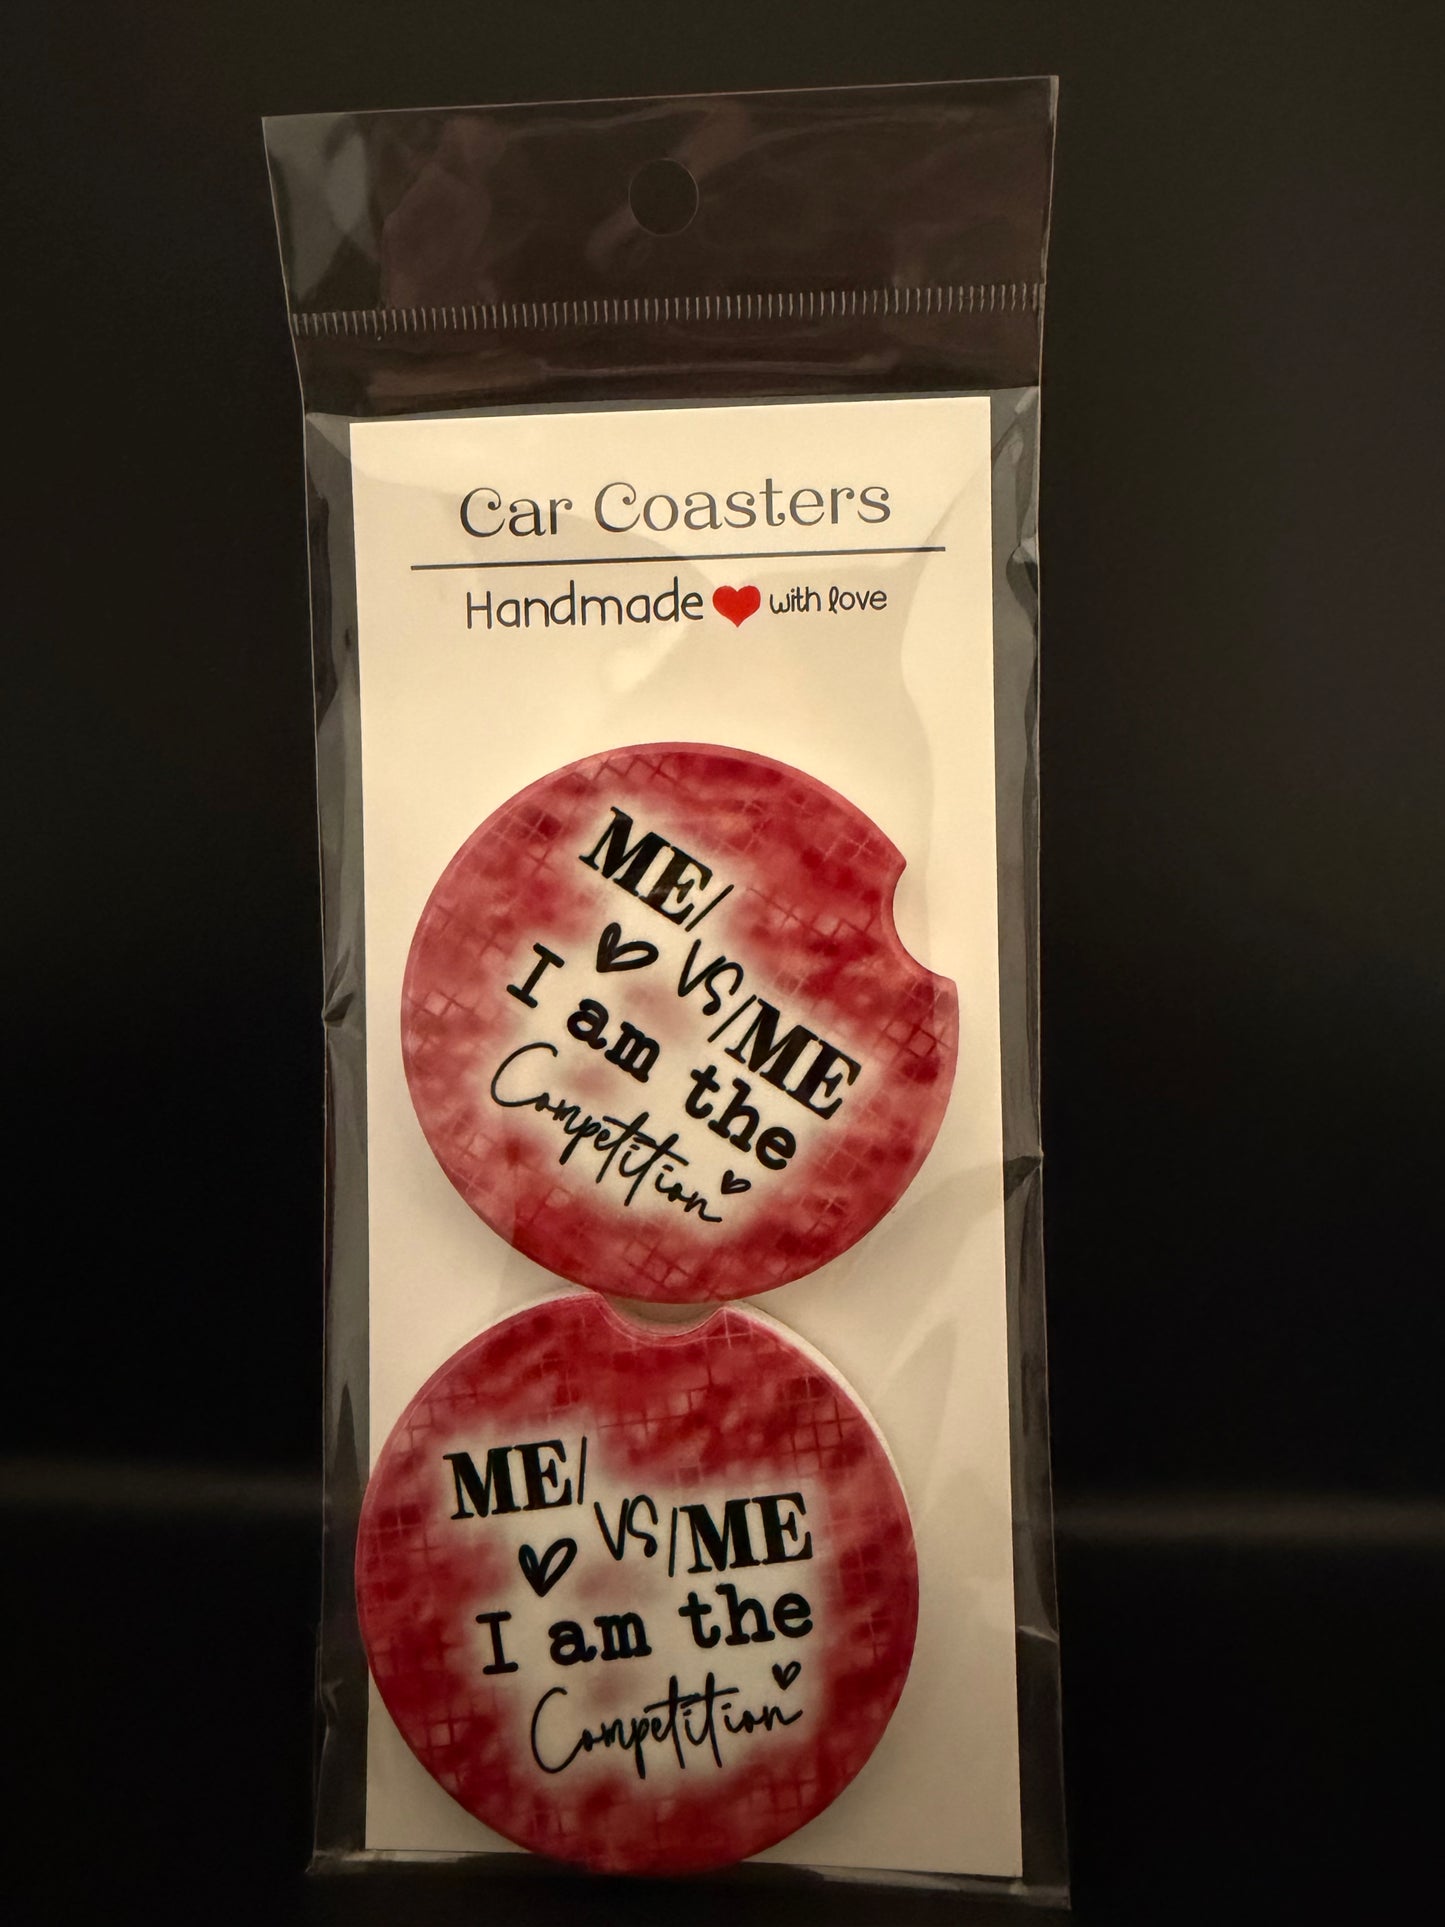 Car Coasters
Handmade ❤ with love
ME/
VS/ME
I am the
Competition
ME/
VS/ME
I am the
Competition